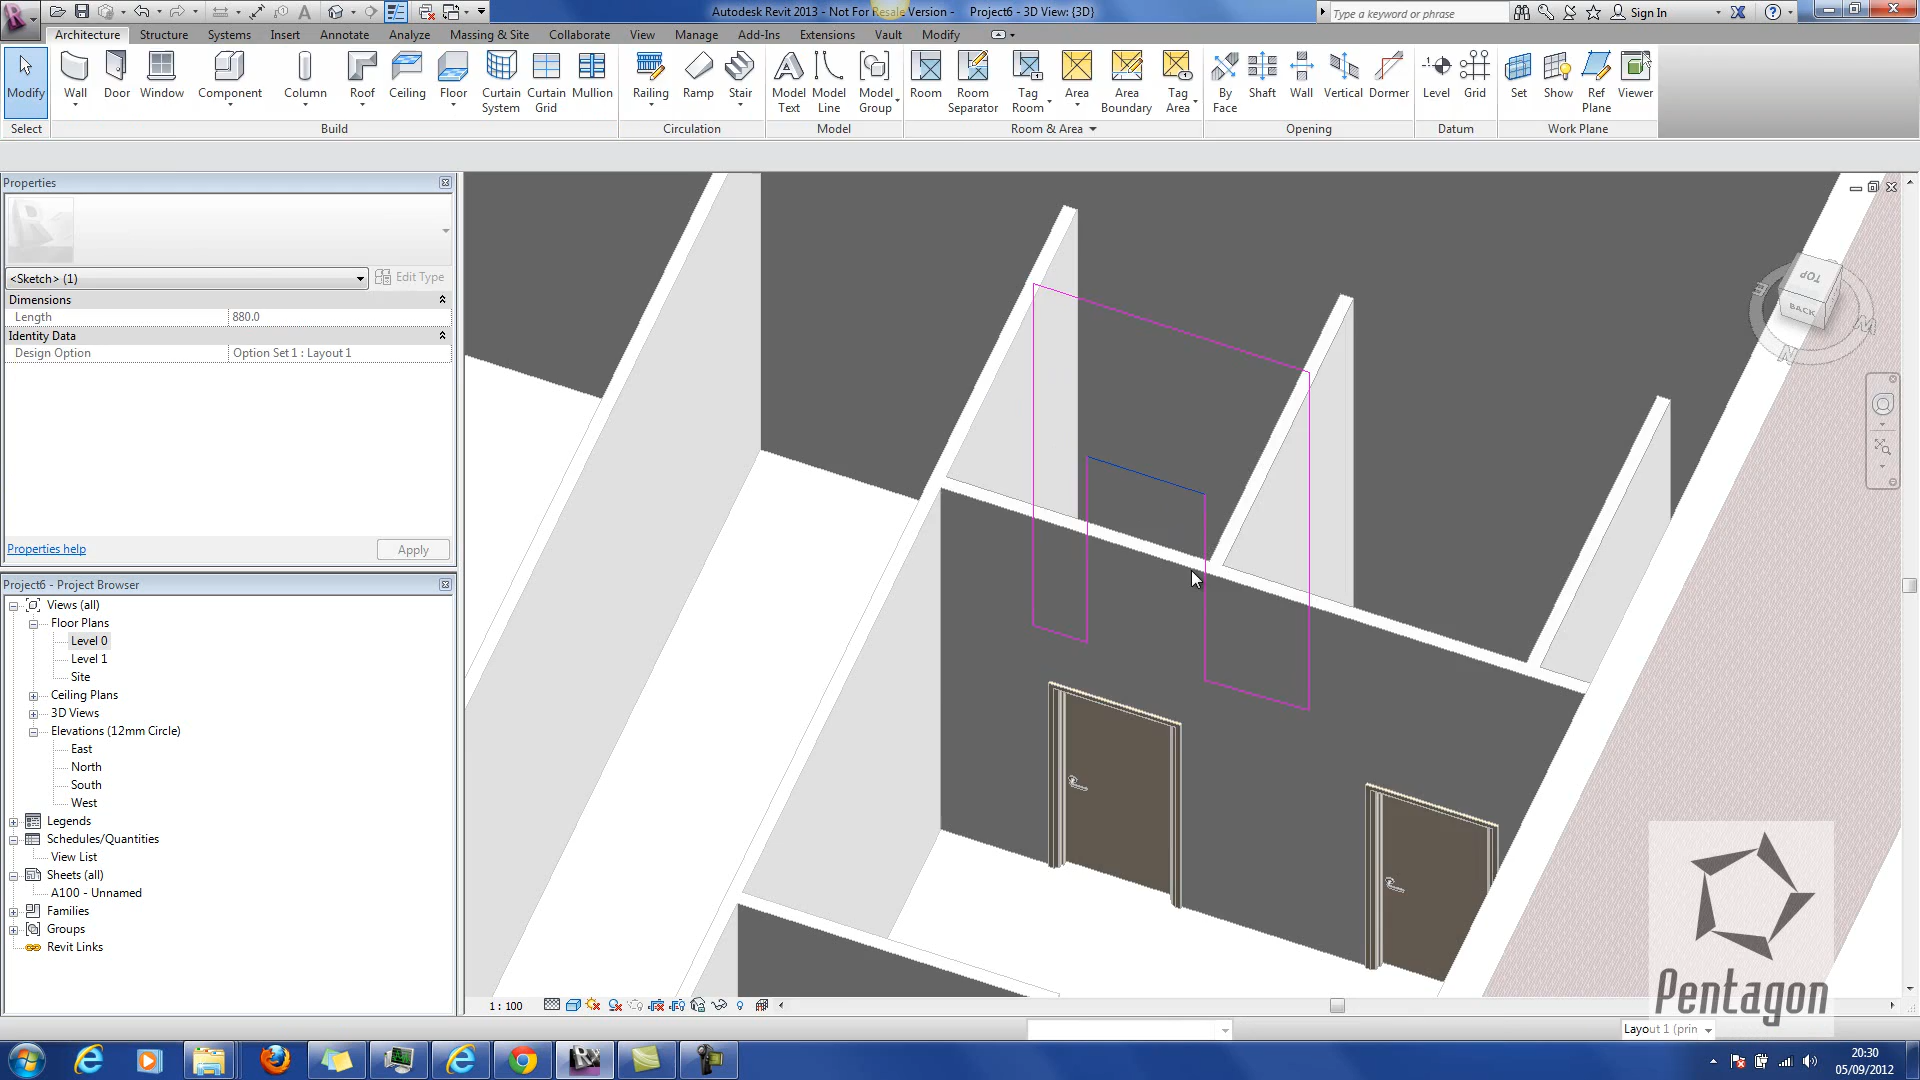 Autodesk Revit 2013 - Not For Resale Version - Project6 - 3D View: {3D}
Type a keyword or phrase
Sign In
Architecture Structure Systems Insert Annotate Analyze Massing & Site Collaborate View Manage Add-Ins Extensions Vault Modify
Modify Wall Door Window Component Column Roof Ceiling Floor Curtain System Curtain Grid Mullion Railing Ramp Stair Model Text Model Line Model Group Room Room Separator Tag Room Area Area Boundary Tag Area By Face Shaft Wall Vertical Dormer Level Grid Set Show Ref Plane Viewer
Select Build Circulation Model Room & Area Opening Datum Work Plane
Properties
<Sketch> (1)
Edit Type
Dimensions
Length 880.0
Identity Data
Design Option Option Set 1 : Layout 1
Properties help
Apply
Project6 - Project Browser
Views (all)
Floor Plans
Level 0
Level 1
Site
Ceiling Plans
3D Views
Elevations (12mm Circle)
East
North
South
West
Legends
Schedules/Quantities
View List
Sheets (all)
A100 - Unnamed
Families
Groups
Revit Links
TOP
BACK
E
M
N
1 : 100
Pentagon
Layout 1 (prin
20:30
05/09/2012